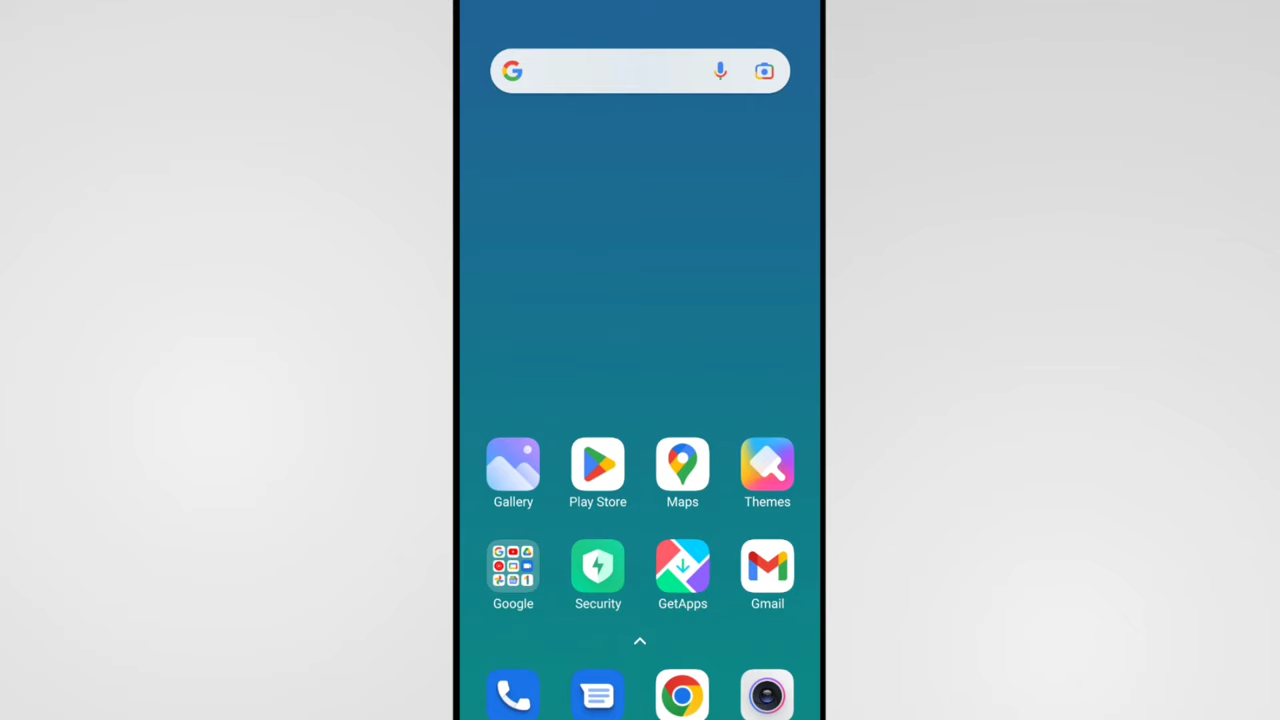 Gallery
Play Store
Maps
Themes
Google
Security
GetApps
Gmail